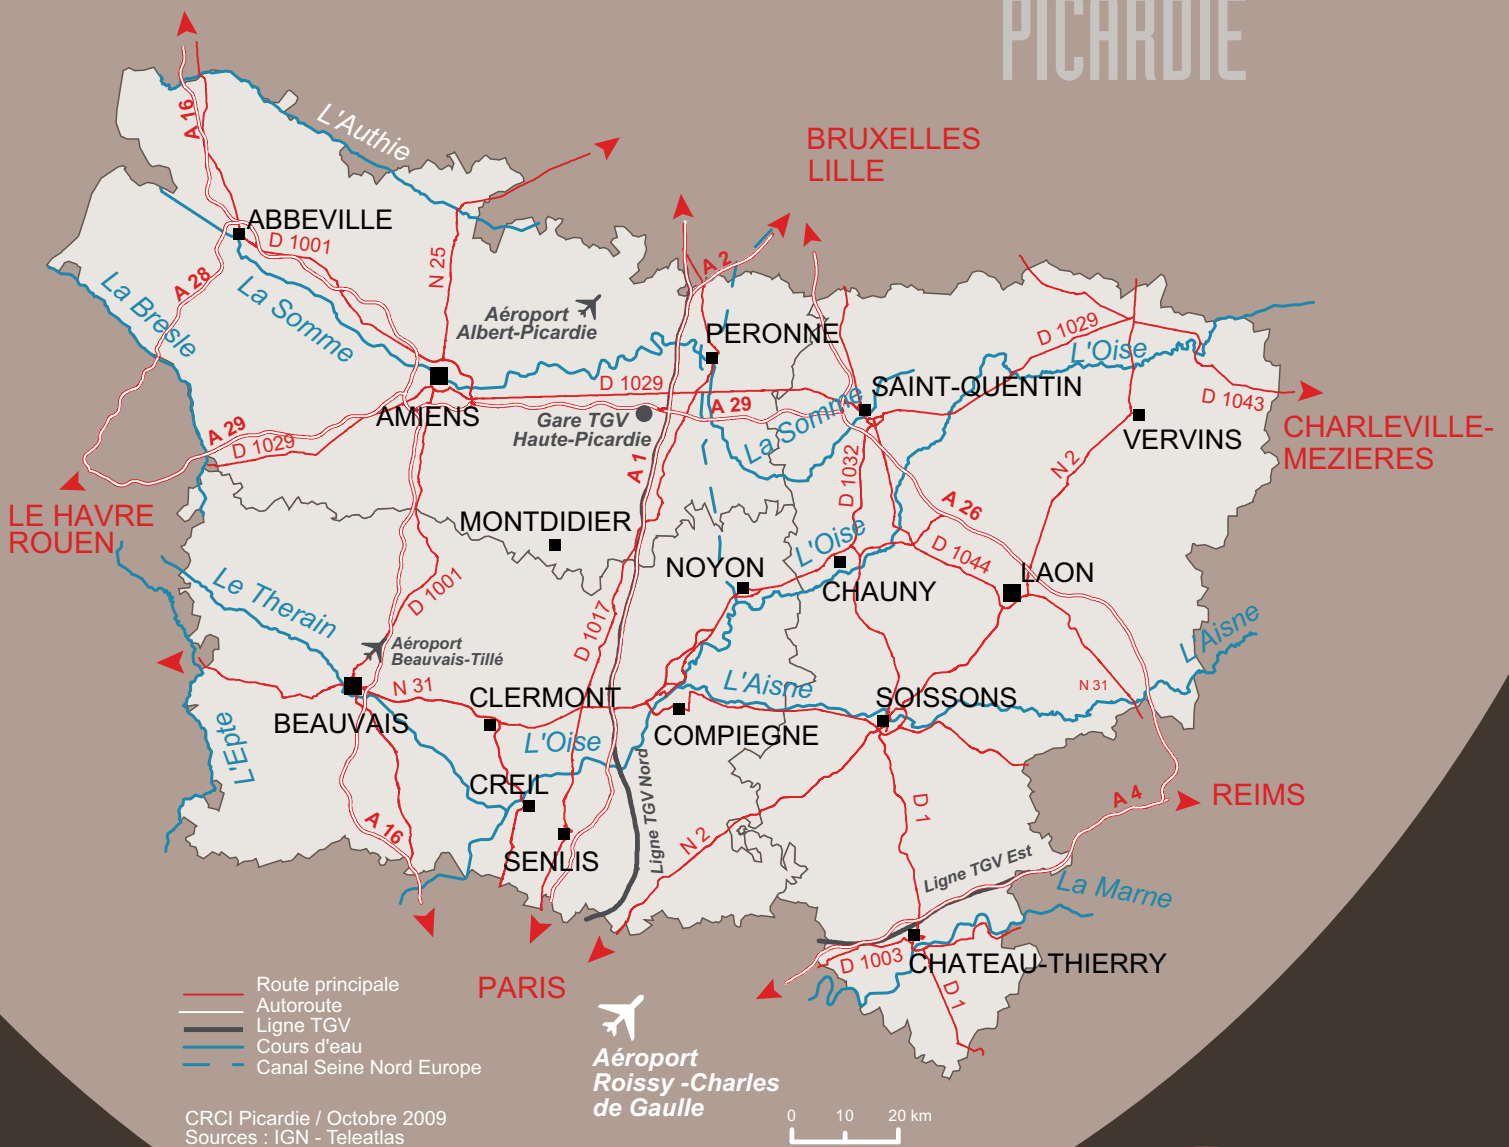 PICARDIE
A 16
L'Authie
BRUXELLES
LILLE
ABBEVILLE
D 1001
N 25
A 2
A 28
La Bresle
La Somme
Aéroport
Albert-Picardie
PERONNE
D 1029
L'Oise
D 1029
SAINT-QUENTIN
D 1043
AMIENS
A 29
La Somme
Gare TGV
Haute-Picardie
CHARLEVILLE-
MEZIERES
VERVINS
A 29
D 1029
A 1
N 2
D 1032
LE HAVRE
ROUEN
MONTDIDIER
A 26
L'Oise
D 1044
NOYON
CHAUNY
LAON
Le Therain
D 1001
D 1017
L'Aisne
Aéroport
Beauvais-Tillé
N 31
CLERMONT
L'Aisne
SOISSONS
N 31
BEAUVAIS
L'Oise
COMPIEGNE
L'Epte
CREIL
Ligne TGV Nord
D 1
A 4
REIMS
A 16
N 2
SENLIS
Ligne TGV Est
La Marne
D 1003
CHATEAU-THIERRY
D 1
PARIS
Route principale
Autoroute
Ligne TGV
Cours d'eau
Canal Seine Nord Europe
Aéroport
Roissy -Charles
de Gaulle
CRCI Picardie / Octobre 2009
Sources : IGN - Teleatlas
0 10 20 km